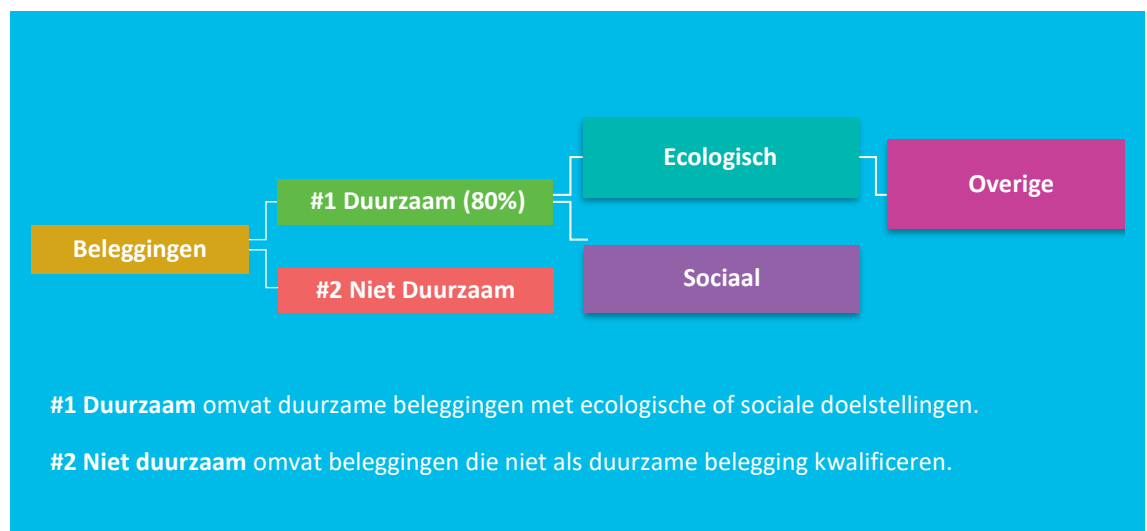 Ecologisch
Overige
#1 Duurzaam (80%)
Beleggingen
Sociaal
#2 Niet Duurzaam
#1 Duurzaam omvat duurzame beleggingen met ecologische of sociale doelstellingen.
#2 Niet duurzaam omvat beleggingen die niet als duurzame belegging kwalificeren.